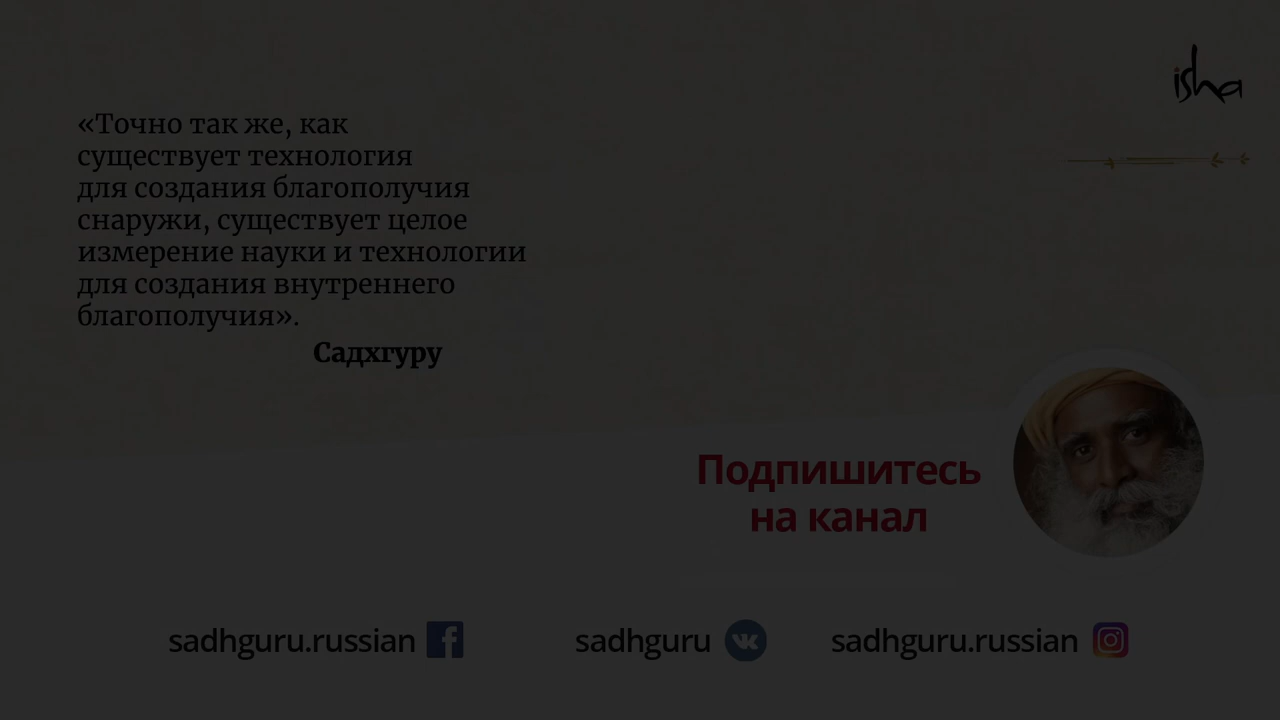 isha
«Точно так же, как
существует технология
для создания благополучия
снаружи, существует целое
измерение науки и технологии
для создания внутреннего
благополучия».
Садхгуру
Подпишитесь
на канал
sadhguru.russian
sadhguru
sadhguru.russian